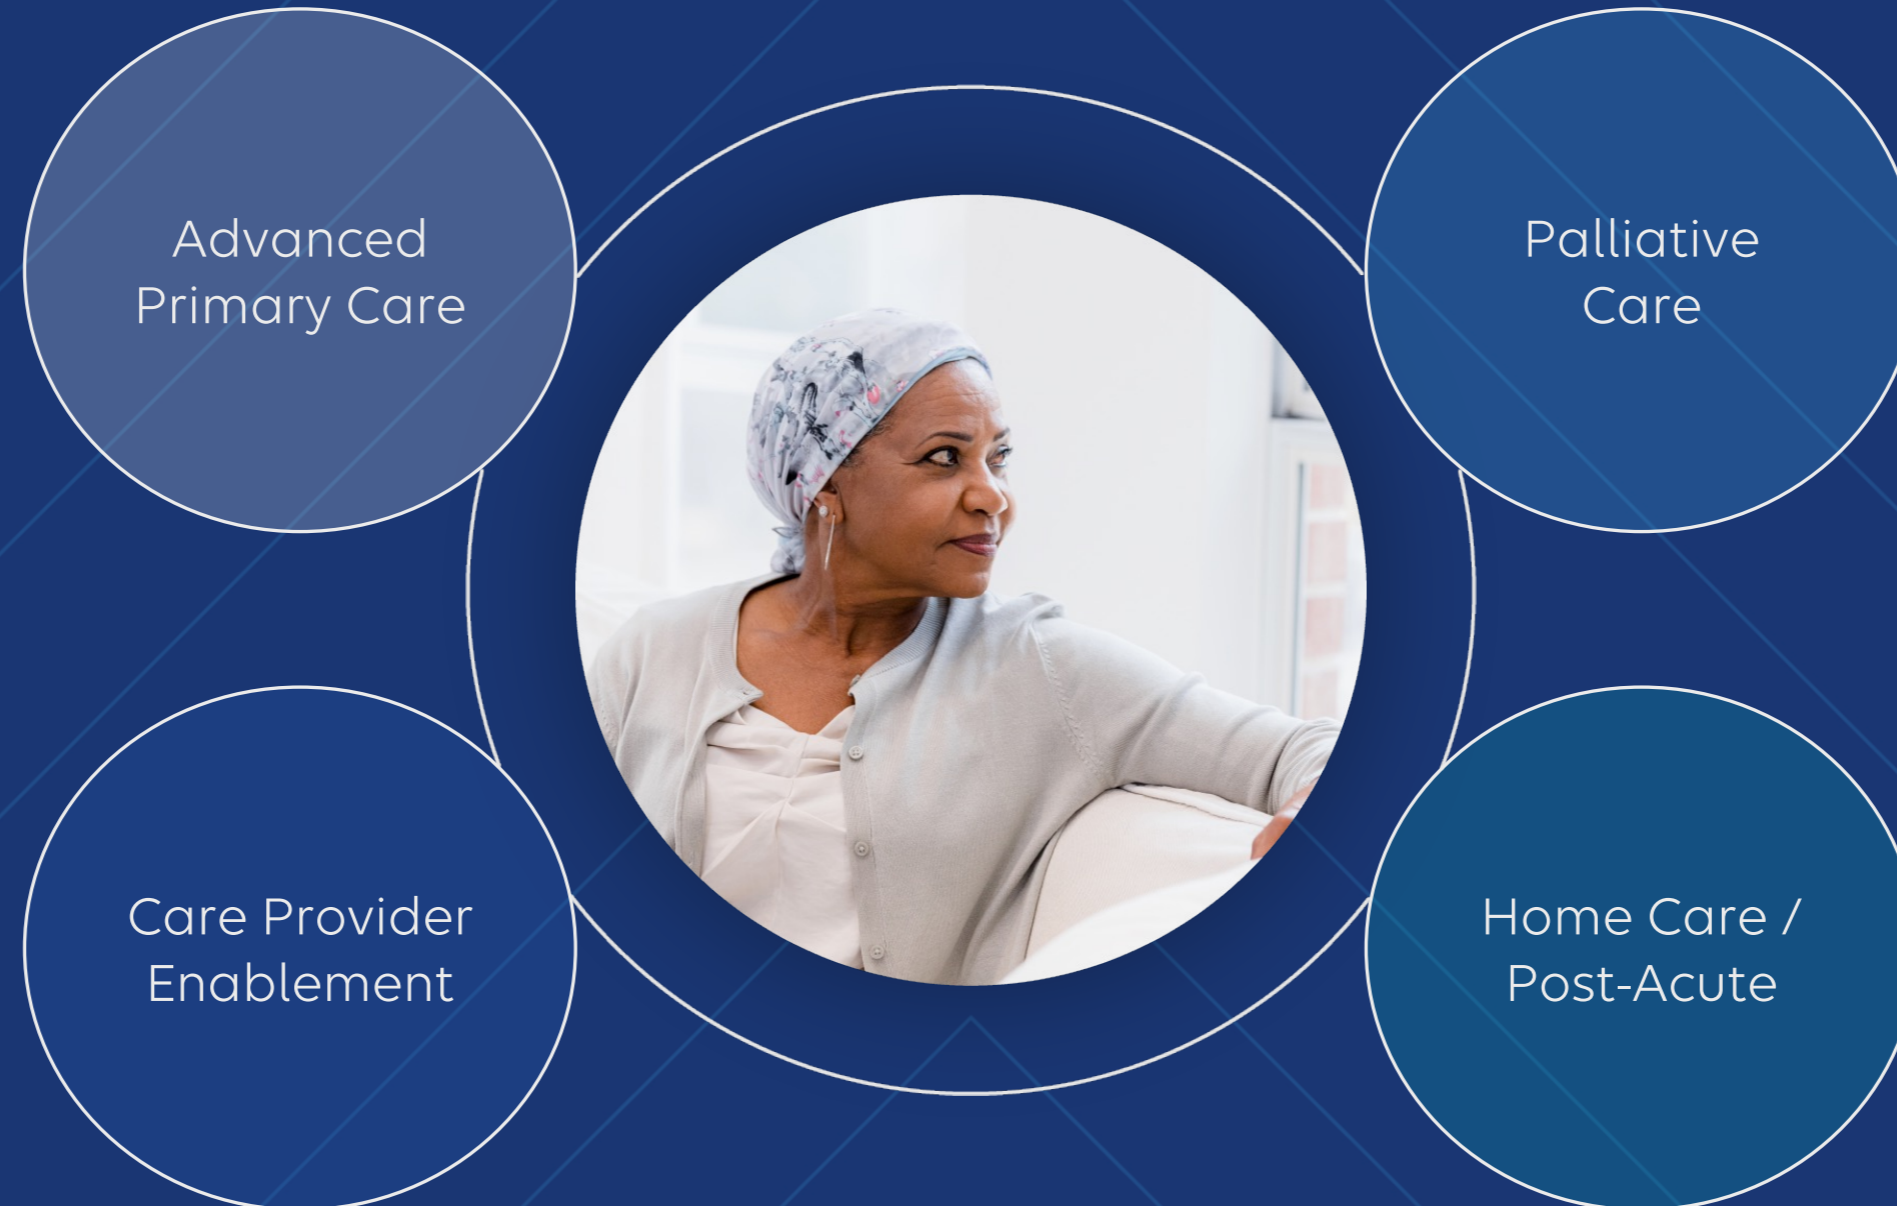 Advanced
Primary Care
Palliative
Care
Care Provider
Enablement
Home Care /
Post-Acute